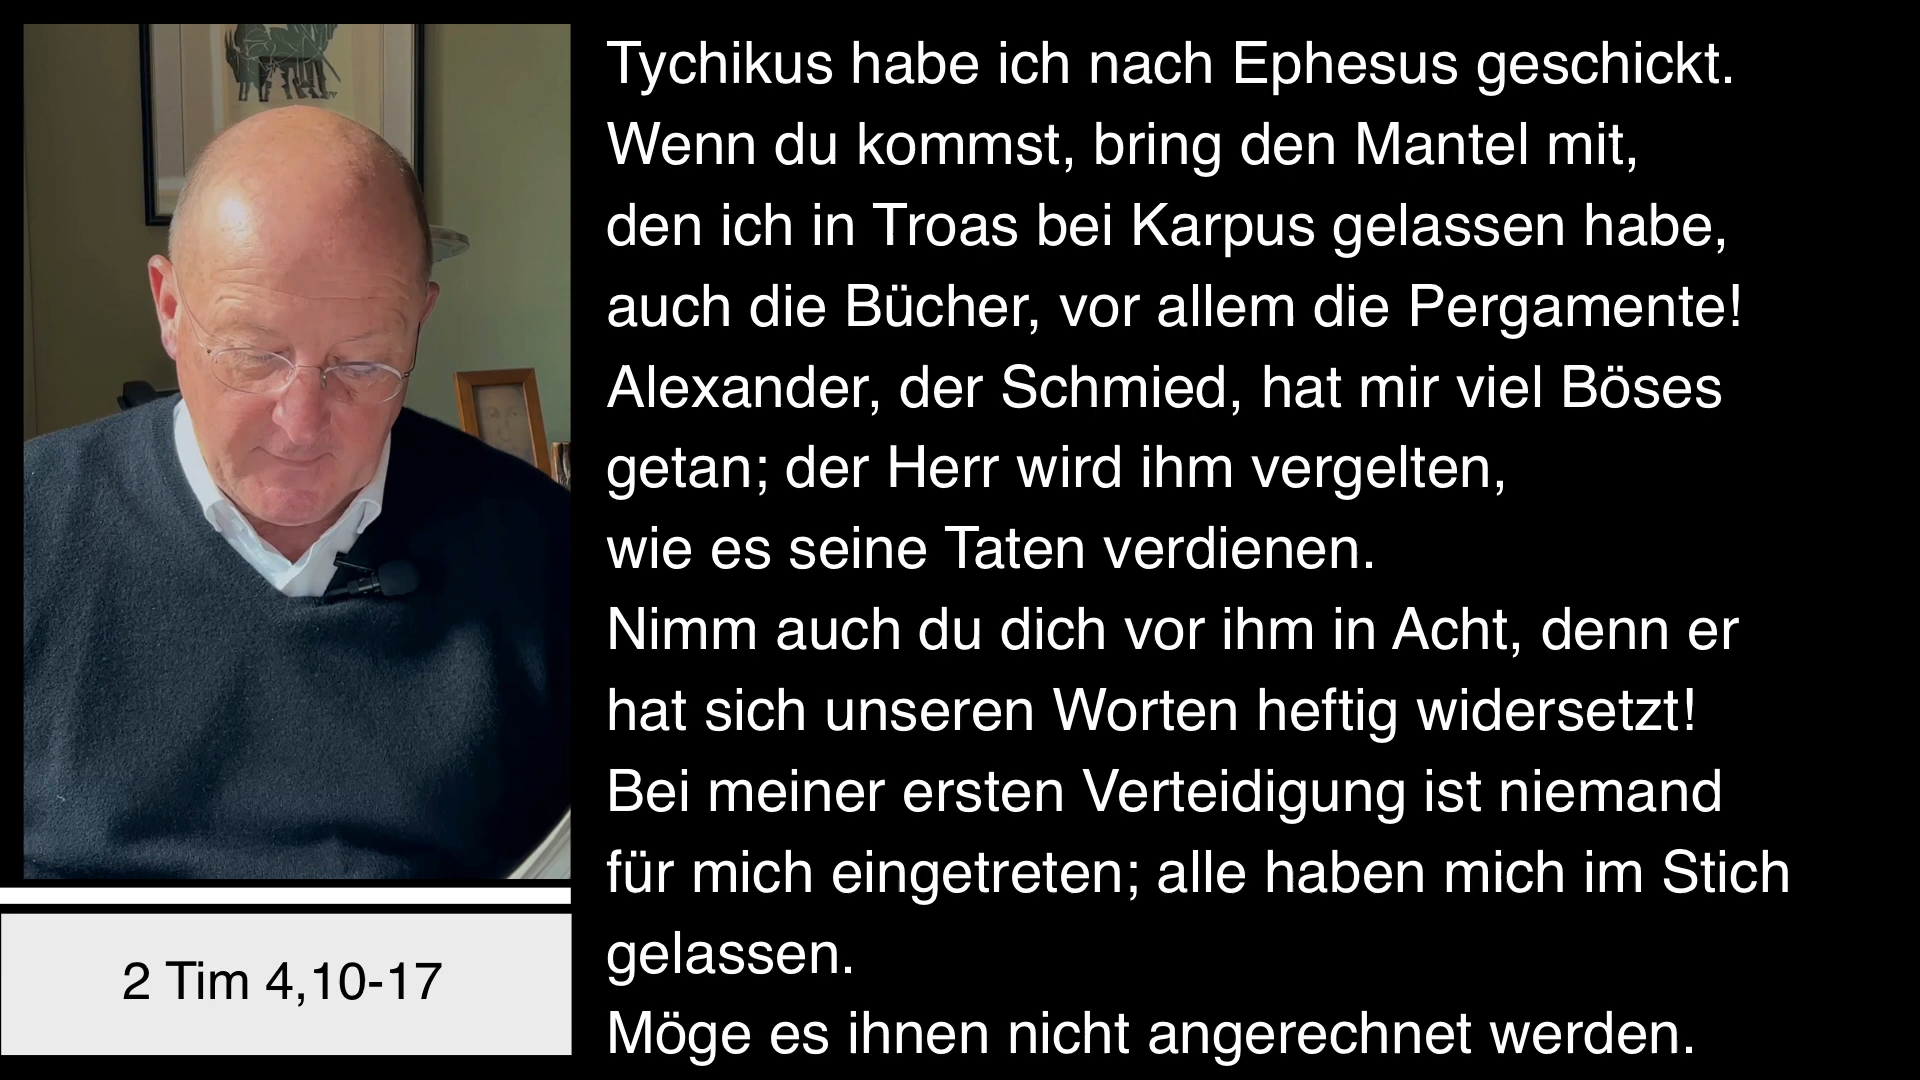 Tychikus habe ich nach Ephesus geschickt.
Wenn du kommst, bring den Mantel mit,
den ich in Troas bei Karpus gelassen habe,
auch die Bücher, vor allem die Pergamente!
Alexander, der Schmied, hat mir viel Böses
getan; der Herr wird ihm vergelten,
wie es seine Taten verdienen.
Nimm auch du dich vor ihm in Acht, denn er
hat sich unseren Worten heftig widersetzt!
Bei meiner ersten Verteidigung ist niemand
für mich eingetreten; alle haben mich im Stich
gelassen.
Möge es ihnen nicht angerechnet werden.
2 Tim 4,10-17